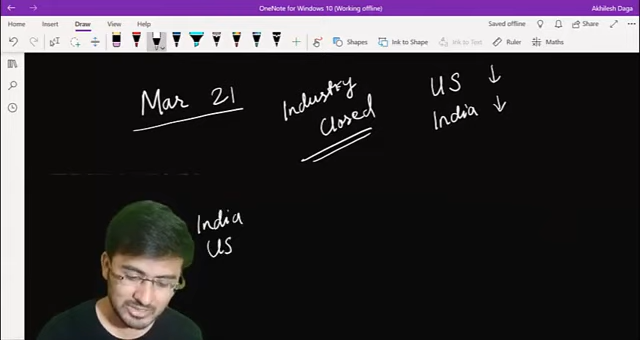 OneNote for Windows 10 (Working offline)
Akhilesh Daga
Home Insert Draw View Help
Saved offline
Shapes Ink to Shape Ink to Text Ruler Maths
Mar 21
Industry
Closed
US ↓
India ↓
India
US